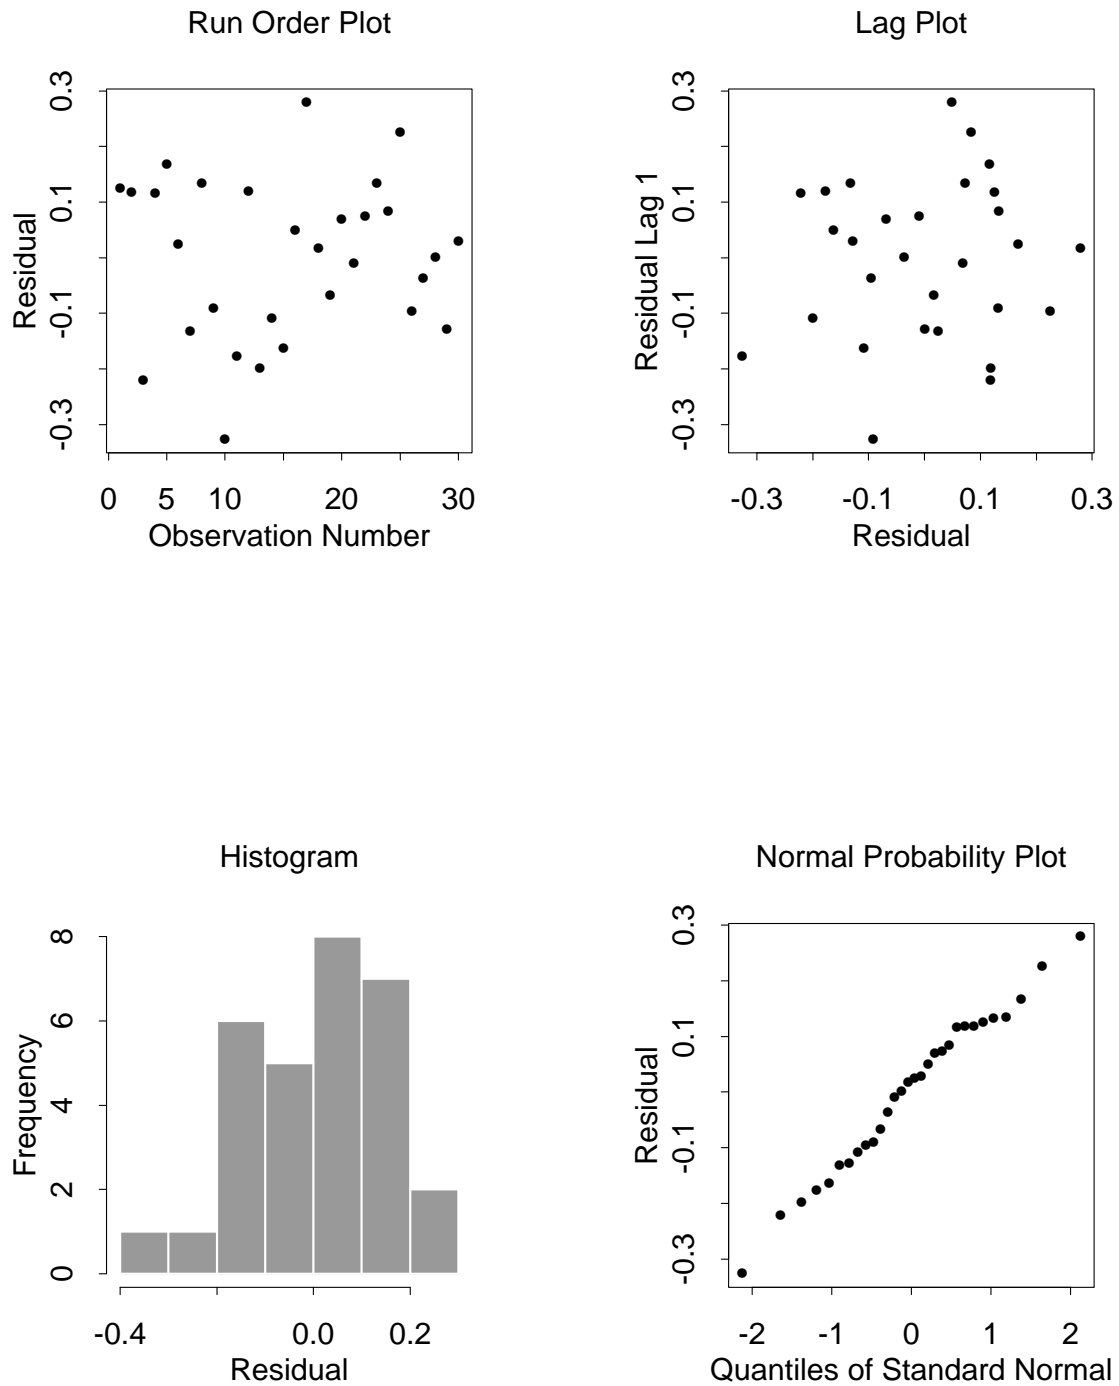 Run Order Plot
0.3
0.1
-0.1
-0.3
Residual
0 5 10 20 30
Observation Number
Lag Plot
0.3
0.1
-0.1
-0.3
Residual Lag 1
-0.3 -0.1 0.1 0.3
Residual
Histogram
8
6
4
2
0
Frequency
-0.4 0.0 0.2
Residual
Normal Probability Plot
0.3
0.1
-0.1
-0.3
Residual
-2 -1 0 1 2
Quantiles of Standard Normal